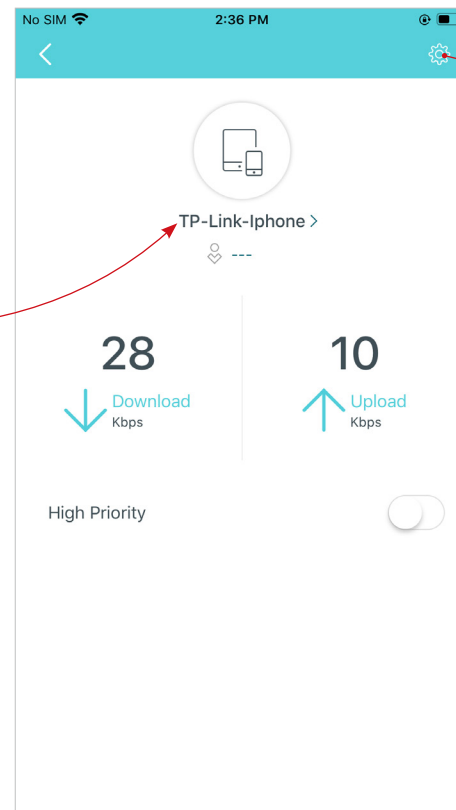 No SIM 2:36 PM
TP-Link-Iphone >
---
28 10
Download Upload
Kbps Kbps
High Priority